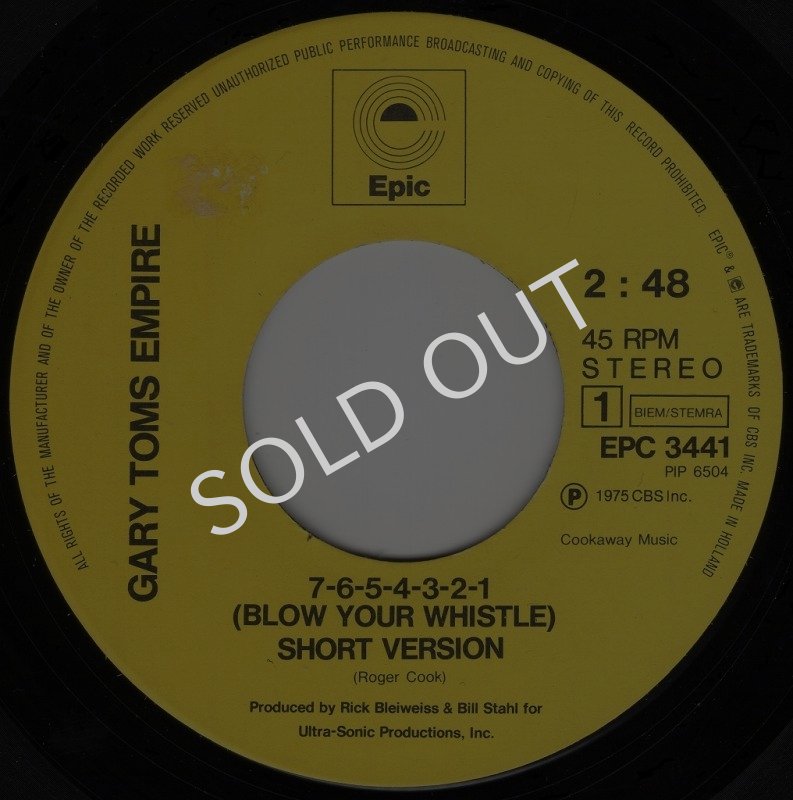 ALL RIGHTS OF THE MANUFACTURER AND OF THE OWNER OF THE RECORDED WORK RESERVED UNAUTHORIZED PUBLIC PERFORMANCE BROADCASTING AND COPYING OF THIS RECORD PROHIBITED. EPIC® & e ARE TRADEMARKS OF CBS INC. MADE IN HOLLAND
e
Epic
GARY TOMS EMPIRE
2 : 48
45 RPM
STEREO
1 BIEM/STEMRA
EPC 3441
PIP 6504
℗ 1975 CBS Inc.
Cookaway Music
SOLD OUT
7-6-5-4-3-2-1
(BLOW YOUR WHISTLE)
SHORT VERSION
(Roger Cook)
Produced by Rick Bleiweiss & Bill Stahl for
Ultra-Sonic Productions, Inc.